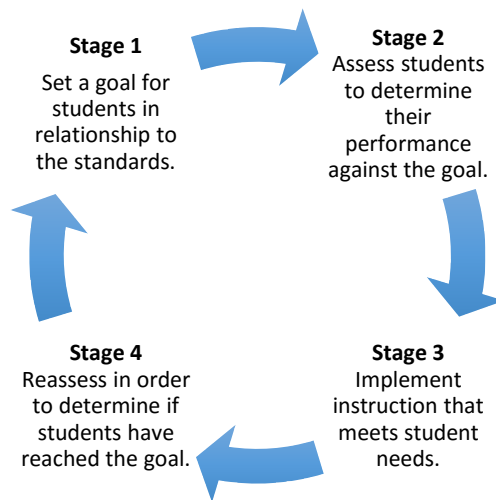 Stage 1
Set a goal for
students in
relationship to
the standards.
Stage 2
Assess students
to determine
their
performance
against the goal.
Stage 3
Implement
instruction that
meets student
needs.
Stage 4
Reassess in order
to determine if
students have
reached the goal.